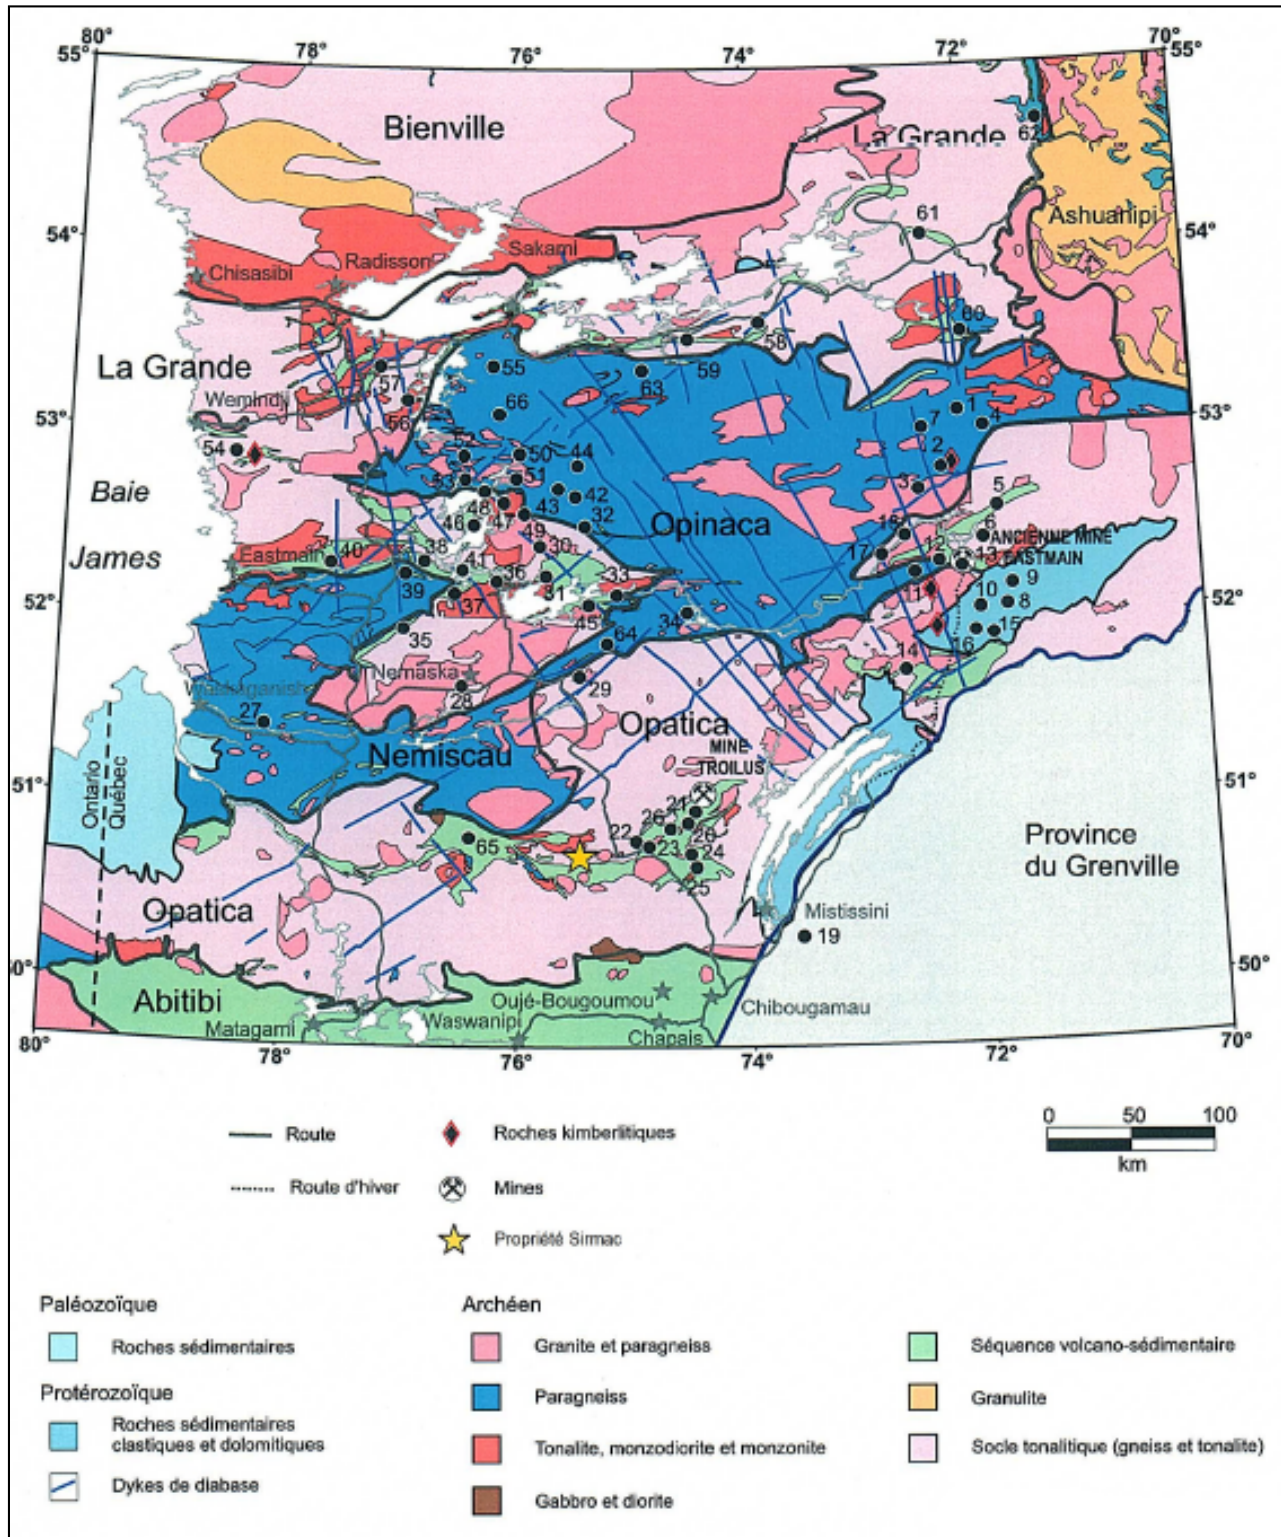 80°
78°
76°
74°
72°
70°
55°
55°
Bienville
La Grande
62
Ashuanipi
61
54°
54°
Chisasibi
Radisson
Sakami
60
58
59
63
55
57
La Grande
Wemindji
56
66
53°
53°
1
4
7
2
3
54
52
50
44
53
51
42
43
48
47
46
49
32
5
6
Baie
James
Opinaca
18
ANCIENNE MINE
EASTMAIN
17
12
13
Eastmain
40
38
41
30
36
31
33
39
37
45
34
11
10
9
8
52°
52°
35
64
16
15
14
Nemaska
28
29
Waskaganish
27
Opatica
Nemiscau
MINE
TROILUS
51°
51°
Ontario
Québec
21
26
22
20
23
24
25
65
Province
du Grenville
Opatica
Mistissini
19
50°
50°
Abitibi
Oujé-Bougoumou
Chibougamau
Matagami
Waswanipi
Chapais
80°
78°
76°
74°
72°
70°
Route
Roches kimberlitiques
0 50 100
km
Route d'hiver
Mines
Propriété Sirmac
Paléozoïque
Archéen
Roches sédimentaires
Granite et paragneiss
Séquence volcano-sédimentaire
Protérozoïque
Paragneiss
Granulite
Roches sédimentaires
clastiques et dolomitiques
Tonalite, monzodiorite et monzonite
Socle tonalitique (gneiss et tonalite)
Dykes de diabase
Gabbro et diorite